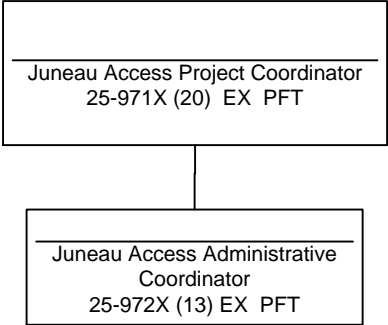 Juneau Access Project Coordinator
25-971X (20)  EX  PFT
Juneau Access Administrative
Coordinator
25-972X (13) EX  PFT